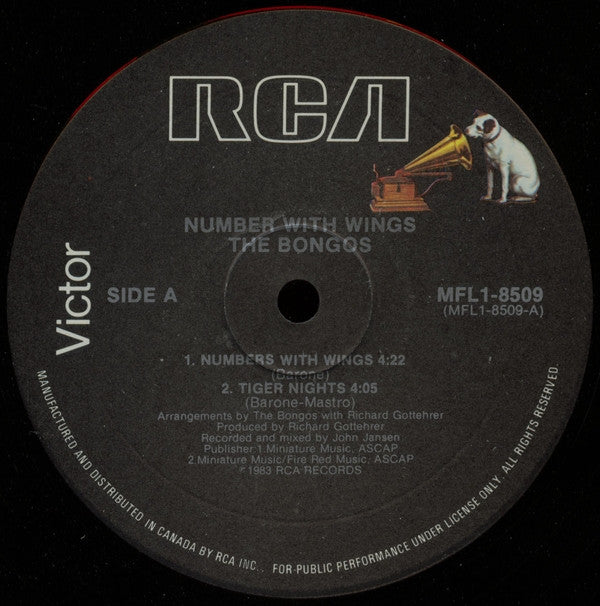 RCA
NUMBER WITH WINGS
THE BONGOS
Victor
SIDE A
MFL1-8509
(MFL1-8509-A)
1. NUMBERS WITH WINGS 4:22
(Barone)
2. TIGER NIGHTS 4:05
(Barone-Mastro)
Arrangements by The Bongos with Richard Gottehrer
Produced by Richard Gottehrer
Recorded and mixed by John Jansen
Publisher:1.Miniature Music, ASCAP
2.Miniature Music/Fire Red Music, ASCAP
℗1983 RCA RECORDS
MANUFACTURED AND DISTRIBUTED IN CANADA BY RCA INC.. FOR PUBLIC PERFORMANCE UNDER LICENSE ONLY. ALL RIGHTS RESERVED.